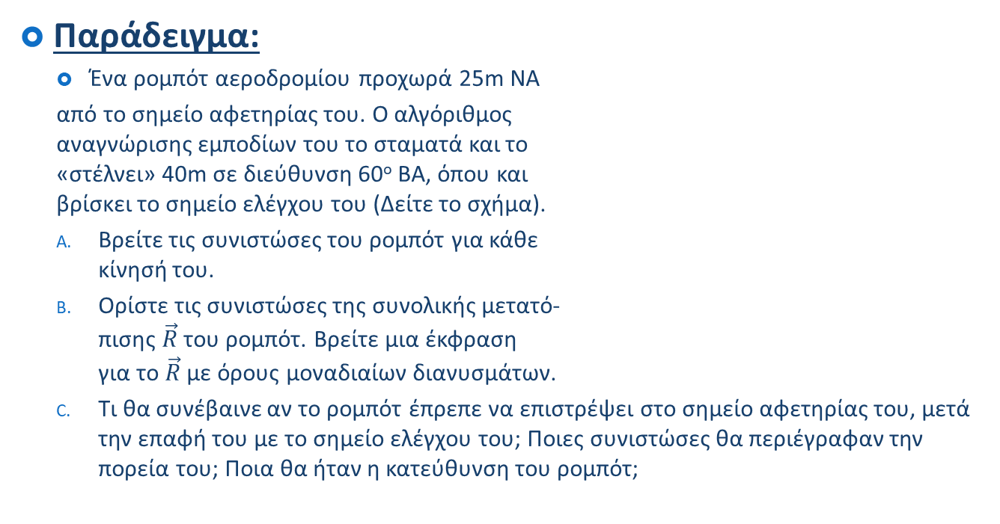 Παράδειγμα:
Ένα ρομπότ αεροδρομίου προχωρά 25m ΝΑ
από το σημείο αφετηρίας του. Ο αλγόριθμος
αναγνώρισης εμποδίων του το σταματά και το
«στέλνει» 40m σε διεύθυνση 60ο ΒΑ, όπου και
βρίσκει το σημείο ελέγχου του (Δείτε το σχήμα).
A. Βρείτε τις συνιστώσες του ρομπότ για κάθε
κίνησή του.
B. Ορίστε τις συνιστώσες της συνολικής μετατό-
πισης R⃗ του ρομπότ. Βρείτε μια έκφραση
για το R⃗ με όρους μοναδιαίων διανυσμάτων.
C. Τι θα συνέβαινε αν το ρομπότ έπρεπε να επιστρέψει στο σημείο αφετηρίας του, μετά
την επαφή του με το σημείο ελέγχου του; Ποιες συνιστώσες θα περιέγραφαν την
πορεία του; Ποια θα ήταν η κατεύθυνση του ρομπότ;